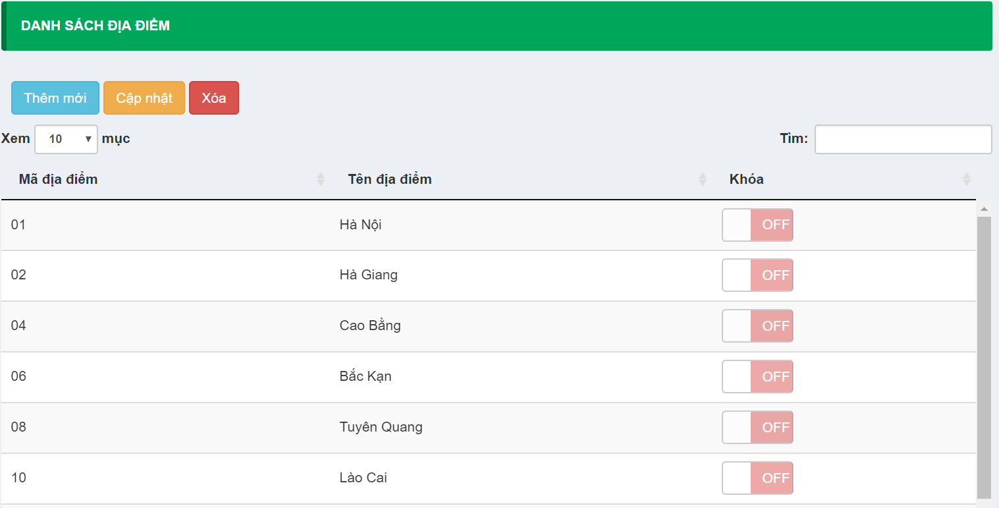 DANH SÁCH ĐỊA ĐIỂM
Thêm mới Cập nhật Xóa
Xem 10 mục Tìm:
Mã địa điểm Tên địa điểm Khóa
01 Hà Nội OFF
02 Hà Giang OFF
04 Cao Bằng OFF
06 Bắc Kạn OFF
08 Tuyên Quang OFF
10 Lào Cai OFF